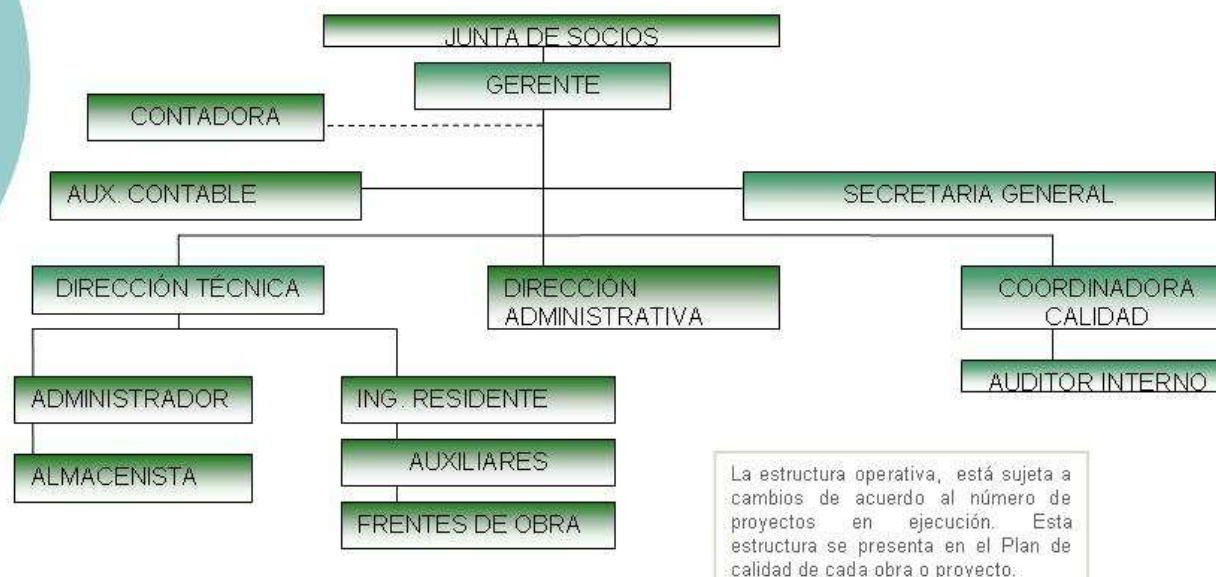 JUNTA DE SOCIOS
GERENTE
CONTADORA
AUX. CONTABLE
SECRETARIA GENERAL
DIRECCIÓN TÉCNICA
DIRECCIÓN
ADMINISTRATIVA
COORDINADORA
CALIDAD
AUDITOR INTERNO
ADMINISTRADOR
ALMACENISTA
ING. RESIDENTE
AUXILIARES
FRENTES DE OBRA
La estructura operativa, está sujeta a
cambios de acuerdo al número de
proyectos en ejecución. Esta
estructura se presenta en el Plan de
calidad de cada obra o proyecto.